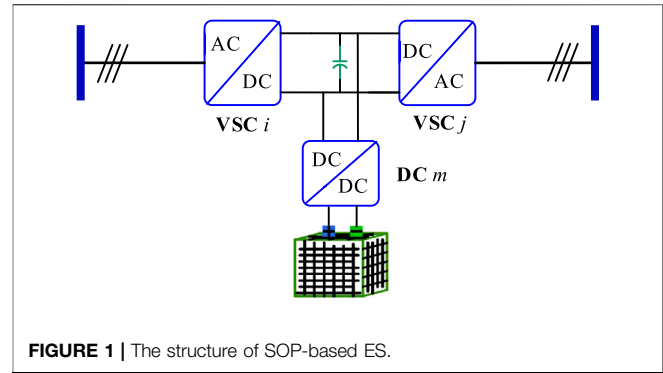 AC
DC
DC
AC
VSC i
VSC j
DC
DC
DC m
FIGURE 1 | The structure of SOP-based ES.